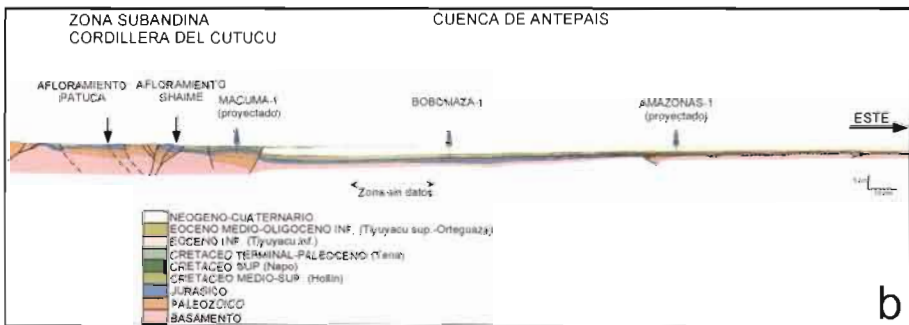 ZONA SUBANDINA
CORDILLERA DEL CUTUCU
CUENCA DE ANTEPAIS
AFLORAMIENTO
PATUCA
AFLORAMIENTO
SHAIME
MACUMA-1
(proyectado)
BOBONAZA-1
AMAZONAS-1
(proyectado)
ESTE
Zona sin datos
NEOGENO-CUATERNARIO
EOCENO MEDIO-OLIGOCENO INF. (Tiyuyacu sup.-Orteguaza)
EOCENO INF. (Tiyuyacu inf.)
CRETACEO TERMINAL-PALEOCENO (Tena)
CRETACEO SUP (Napo)
CRETACEO MEDIO-SUP. (Hollin)
JURASICO
PALEOZOICO
BASAMENTO
b